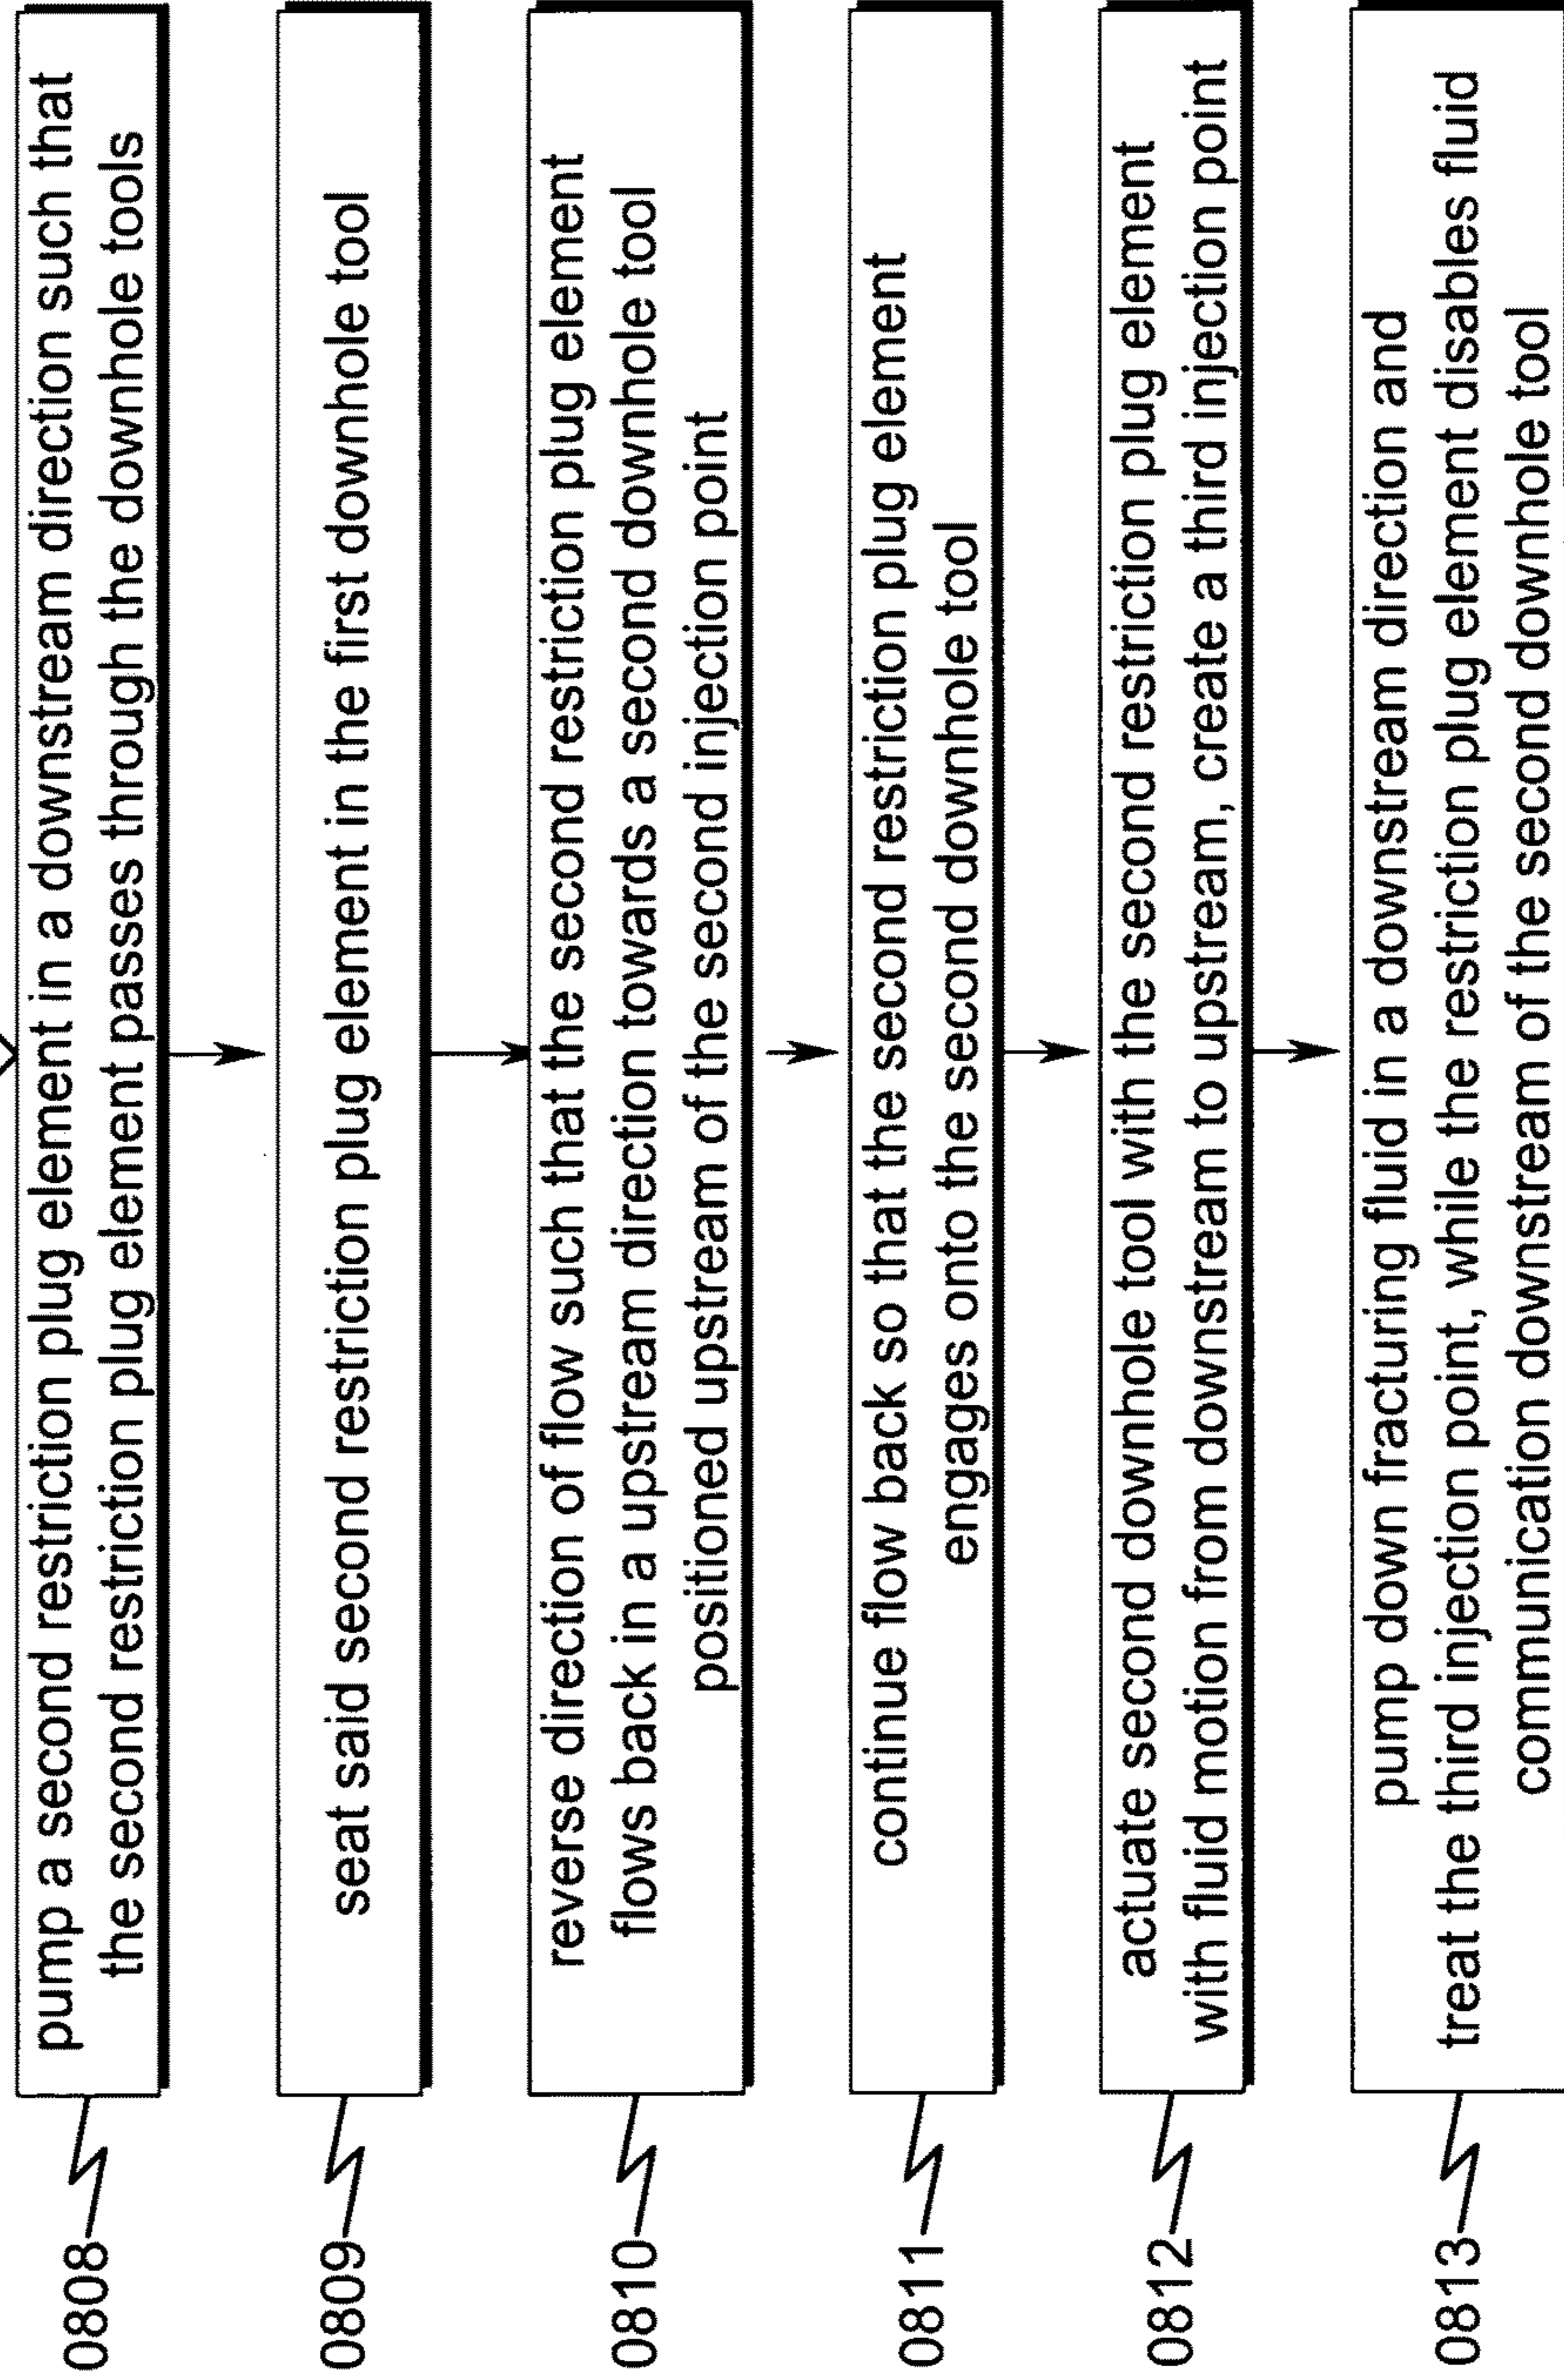 0808
pump a second restriction plug element in a downstream direction such that
the second restriction plug element passes through the downhole tools
0809
seat said second restriction plug element in the first downhole tool
0810
reverse direction of flow such that the second restriction plug element
flows back in a upstream direction towards a second downhole tool
positioned upstream of the second injection point
0811
continue flow back so that the second restriction plug element
engages onto the second downhole tool
0812
actuate second downhole tool with the second restriction plug element
with fluid motion from downstream to upstream, create a third injection point
0813
pump down fracturing fluid in a downstream direction and
treat the third injection point, while the restriction plug element disables fluid
communication downstream of the second downhole tool